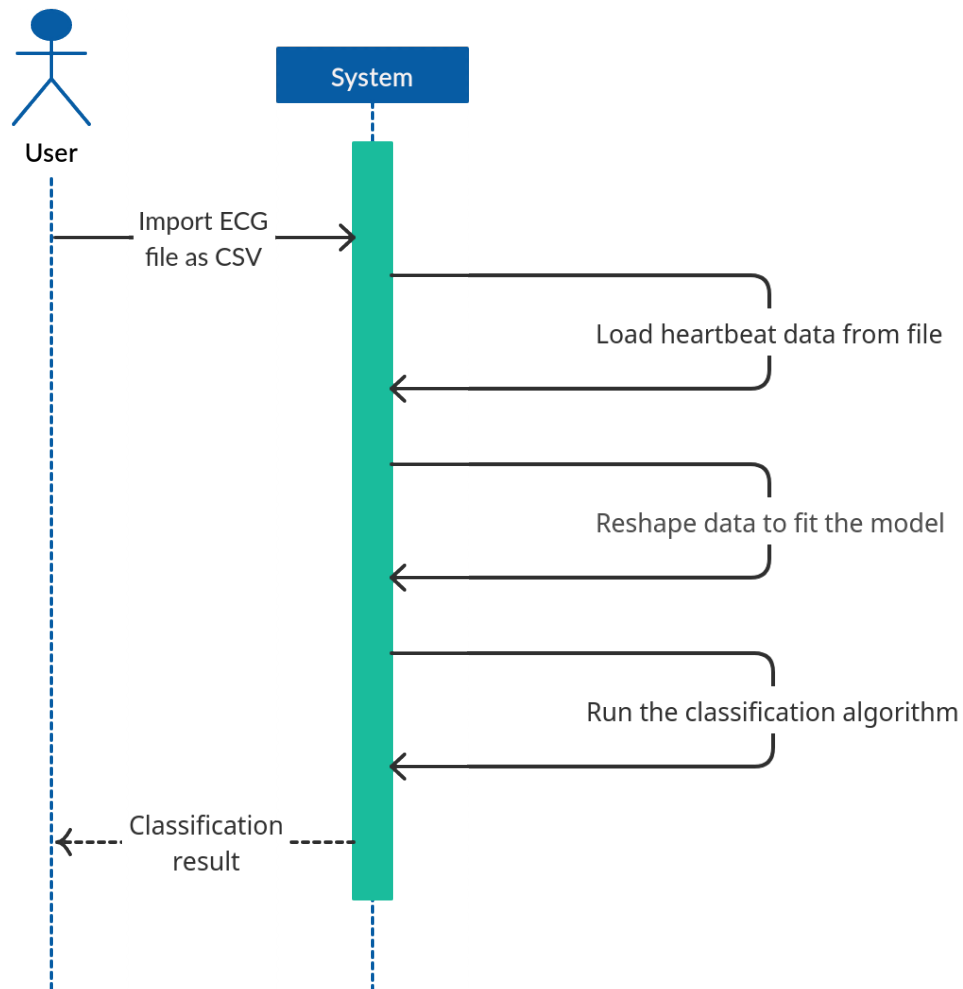 System
User
Import ECG
file as CSV
Load heartbeat data from file
Reshape data to fit the model
Run the classification algorithm
Classification
result